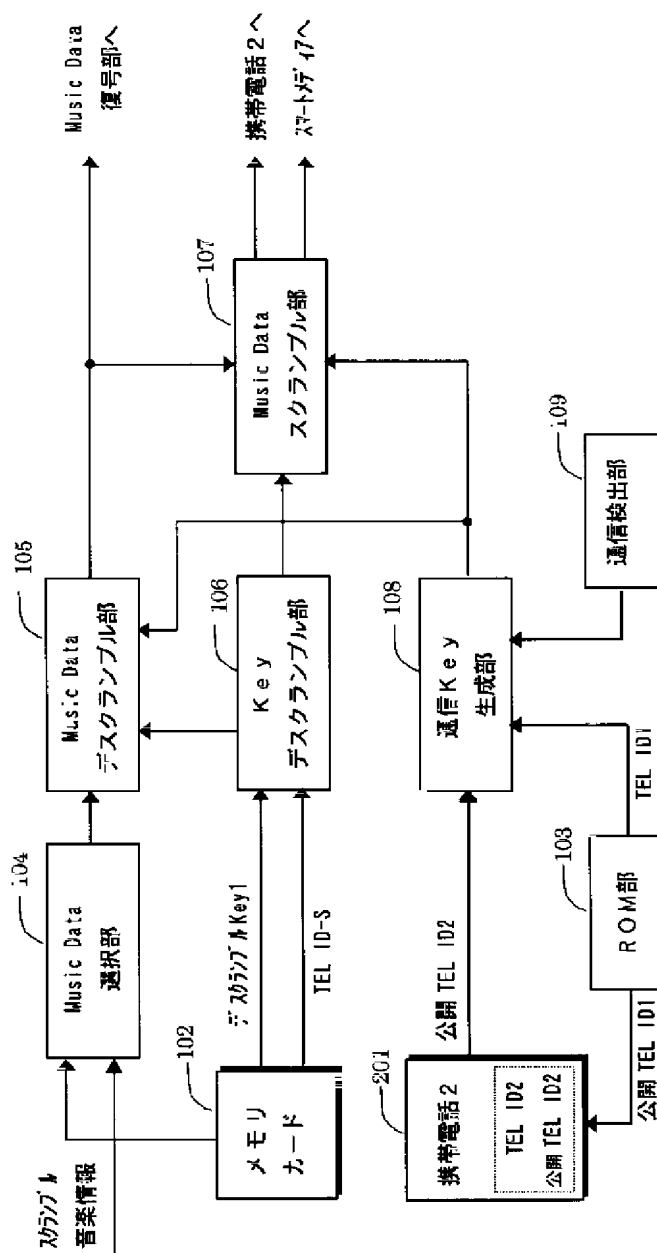 スクランブル
音楽情報
104
Music Data
選択部
105
Music Data
デスクランブル部
Music Data
復号部へ
102
メモリ
カード
デスクランブルKey1
TEL ID-S
106
Key
デスクランブル部
107
Music Data
スクランブル部
携帯電話2へ
スマートメディアへ
201
携帯電話2
TEL ID2
公開 TEL ID2
公開 TEL ID2
108
通信Key
生成部
109
通信検出部
公開 TEL ID1
103
ROM部
TEL ID1